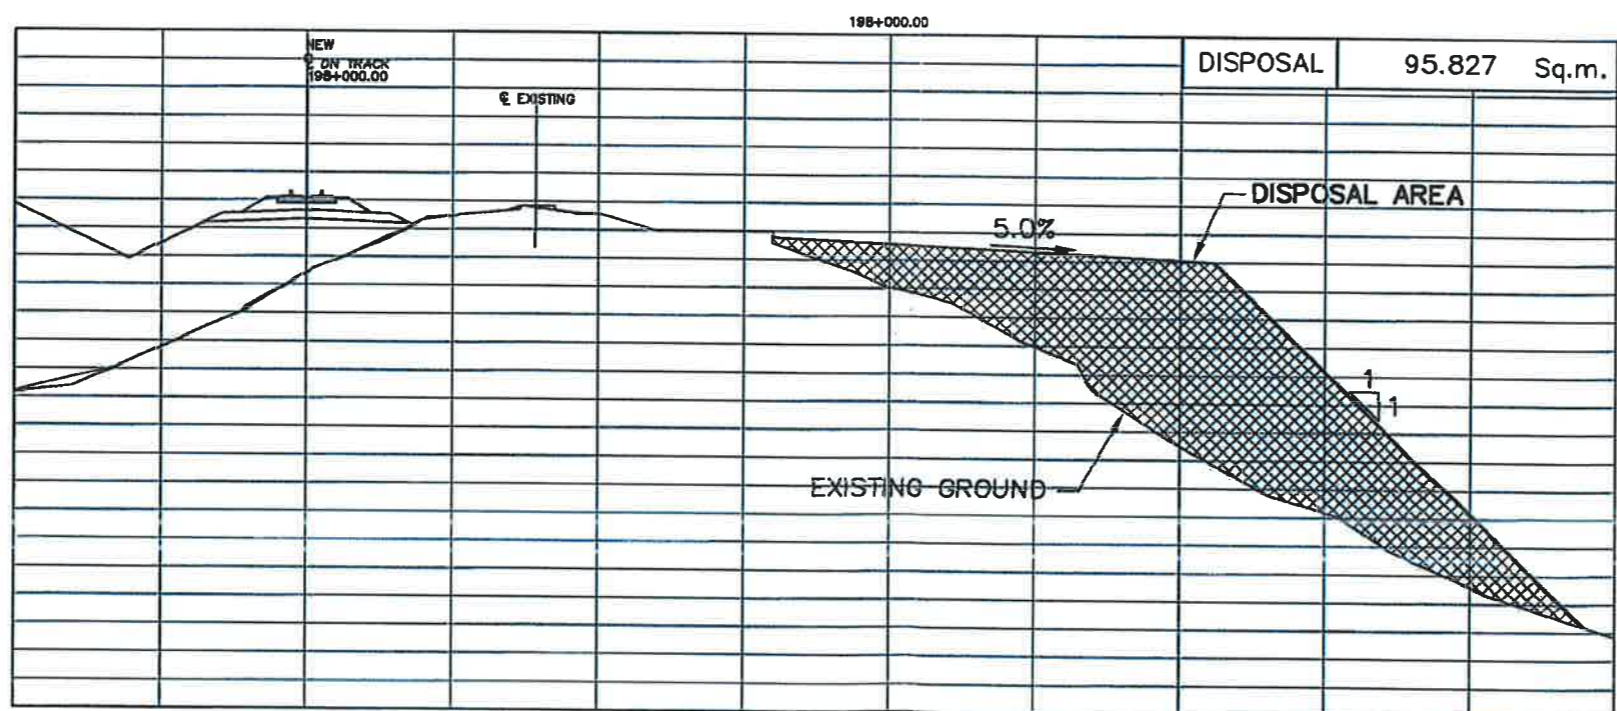 198+000.00
NEW
℄ DN TRACK
198+000.00
℄ EXISTING
DISPOSAL 95.827 Sq.m.
DISPOSAL AREA
5.0%
1
1
EXISTING GROUND